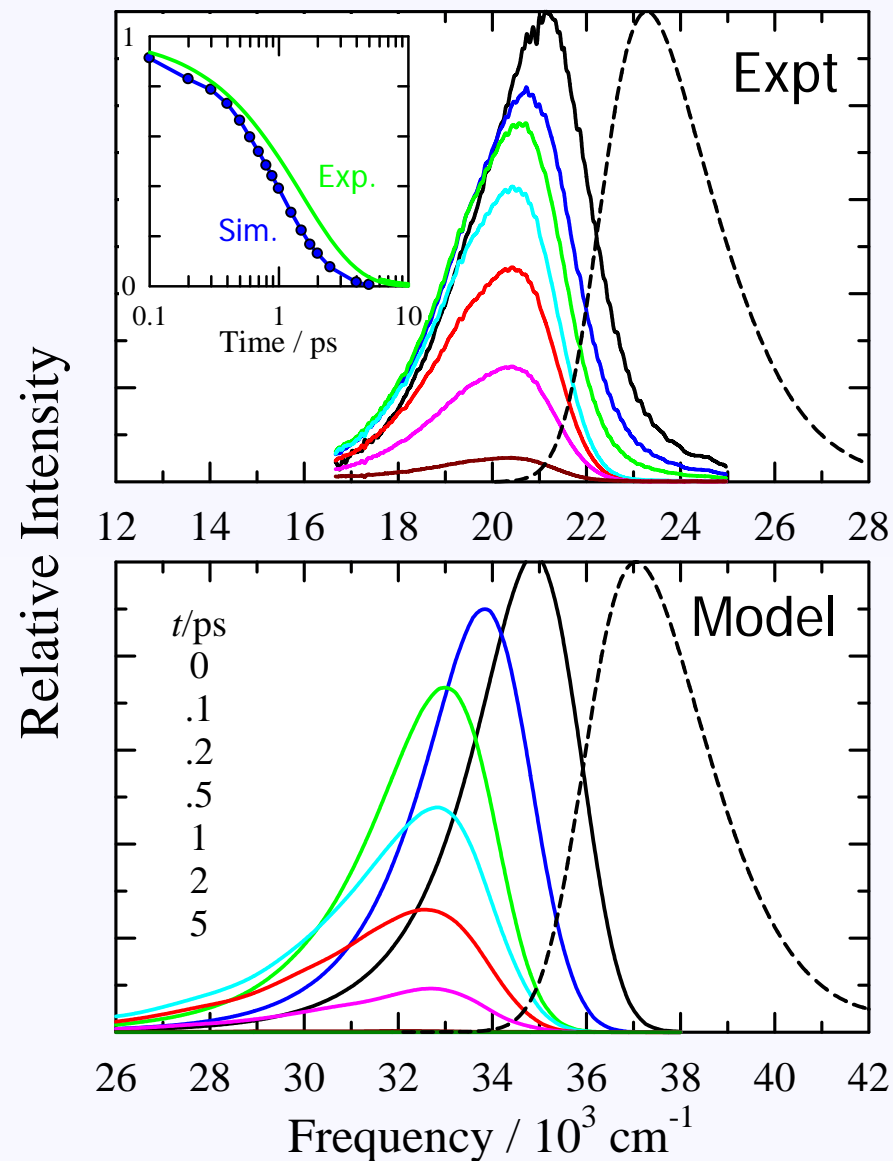 Relative Intensity
Expt
1
0
Exp.
Sim.
0.1 1 10
Time / ps
12 14 16 18 20 22 24 26 28
Model
t/ps
0
.1
.2
.5
1
2
5
26 28 30 32 34 36 38 40 42
Frequency / 10³ cm⁻¹